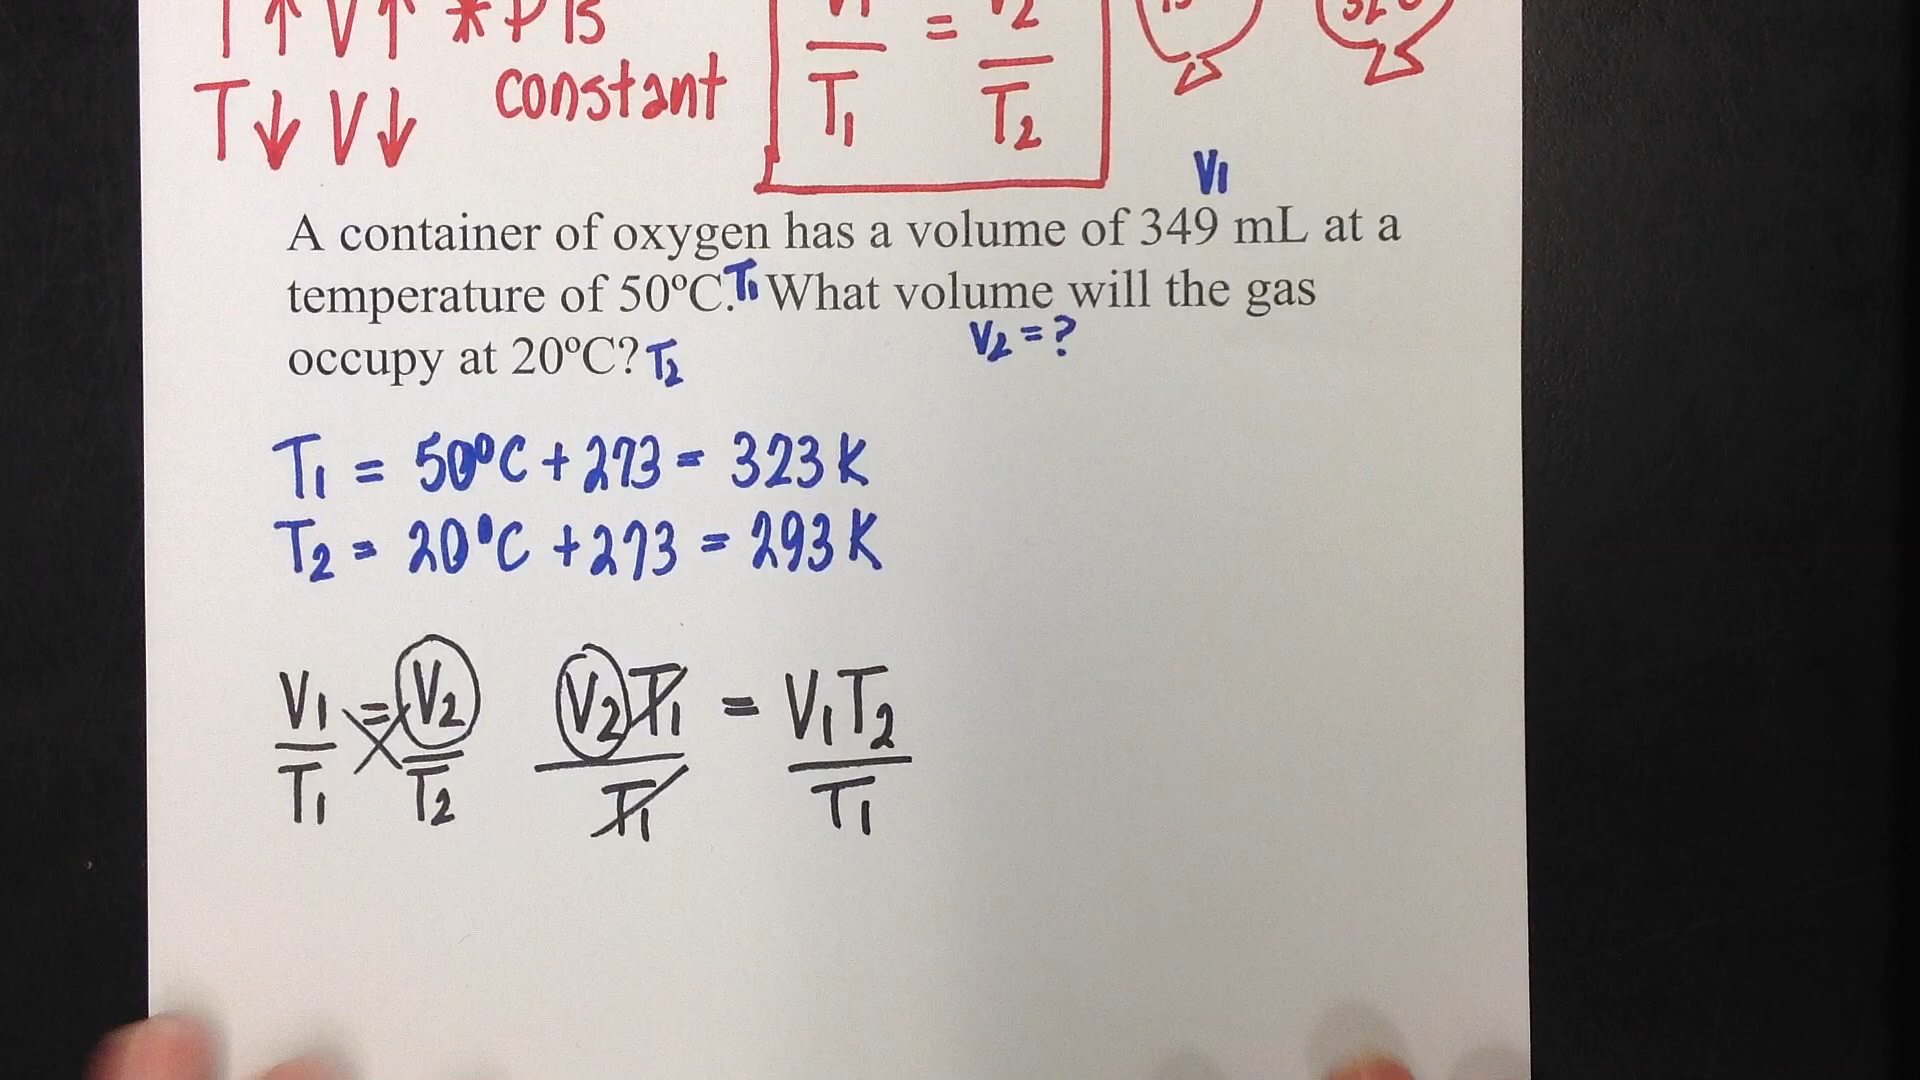 T↑ V↑ * P is
constant
T↓ V↓
V1/T1 = V2/T2
V1
A container of oxygen has a volume of 349 mL at a
temperature of 50ºC. T1 What volume will the gas
V2 = ?
occupy at 20ºC? T2
T1 = 50°C + 273 = 323 K
T2 = 20°C + 273 = 293 K
V1/T1 = V2/T2 V2T1/T1 = V1T2/T1